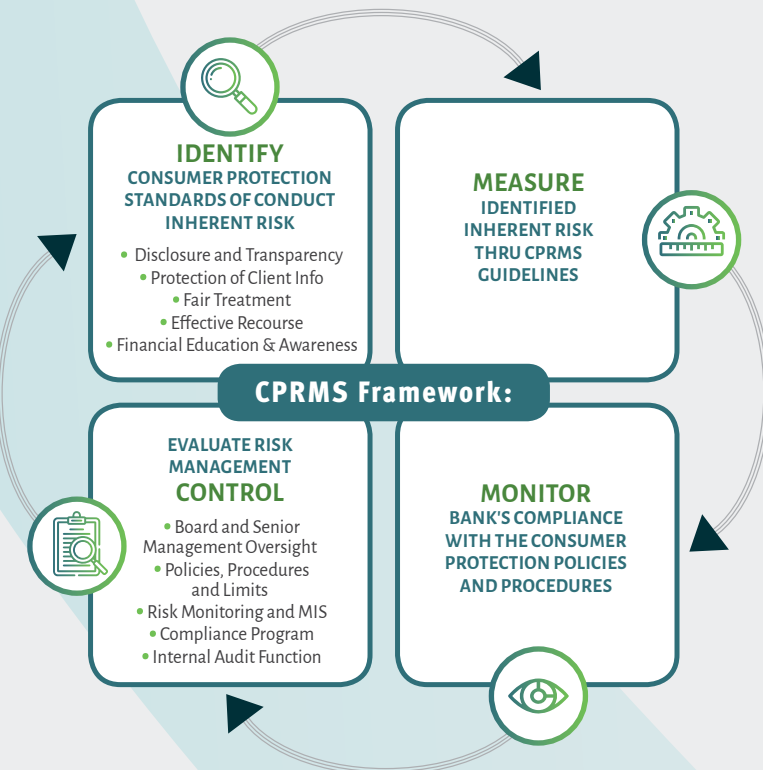 IDENTIFY
CONSUMER PROTECTION
STANDARDS OF CONDUCT
INHERENT RISK
• Disclosure and Transparency
• Protection of Client Info
• Fair Treatment
• Effective Recourse
• Financial Education & Awareness
MEASURE
IDENTIFIED
INHERENT RISK
THRU CPRMS
GUIDELINES
CPRMS Framework:
EVALUATE RISK
MANAGEMENT
CONTROL
• Board and Senior
Management Oversight
• Policies, Procedures
and Limits
• Risk Monitoring and MIS
• Compliance Program
• Internal Audit Function
MONITOR
BANK'S COMPLIANCE
WITH THE CONSUMER
PROTECTION POLICIES
AND PROCEDURES